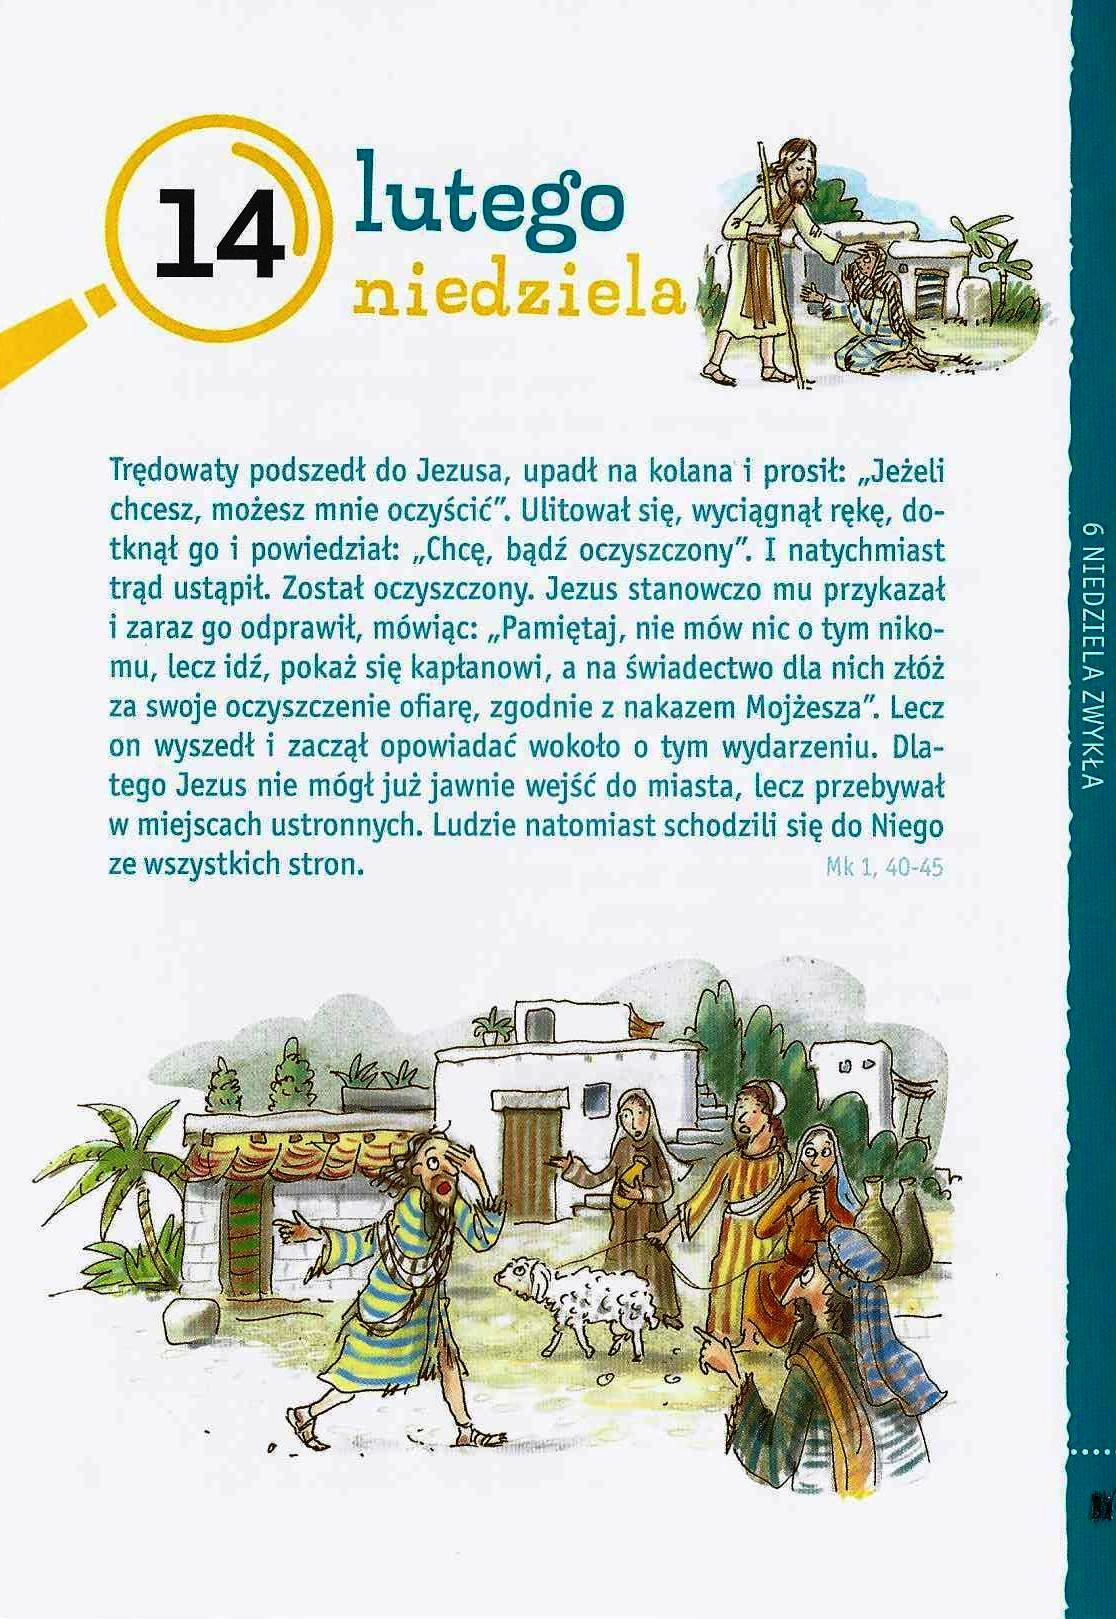 14
lutego
niedziela
Trędowaty podszedł do Jezusa, upadł na kolana i prosił: „Jeżeli
chcesz, możesz mnie oczyścić”. Ulitował się, wyciągnął rękę, do-
tknął go i powiedział: „Chcę, bądź oczyszczony”. I natychmiast
trąd ustąpił. Został oczyszczony. Jezus stanowczo mu przykazał
i zaraz go odprawił, mówiąc: „Pamiętaj, nie mów nic o tym niko-
mu, lecz idź, pokaż się kapłanowi, a na świadectwo dla nich złóż
za swoje oczyszczenie ofiarę, zgodnie z nakazem Mojżesza”. Lecz
on wyszedł i zaczął opowiadać wokoło o tym wydarzeniu. Dla-
tego Jezus nie mógł już jawnie wejść do miasta, lecz przebywał
w miejscach ustronnych. Ludzie natomiast schodzili się do Niego
ze wszystkich stron.
Mk 1, 40-45
6 NIEDZIELA ZWYKŁA